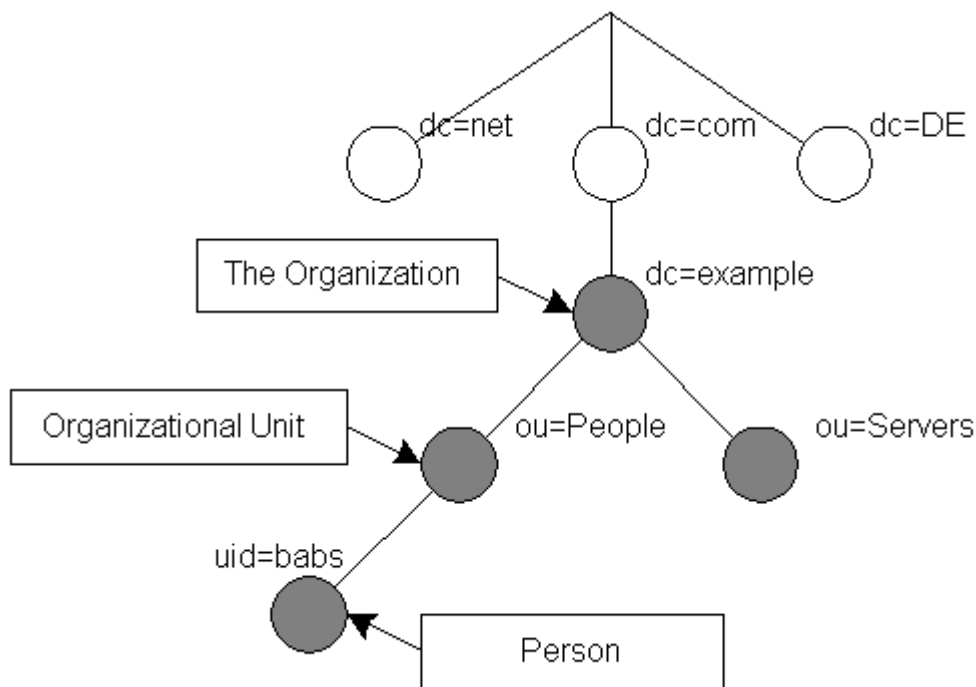 dc=net
dc=com
dc=DE
The Organization
dc=example
Organizational Unit
ou=People
ou=Servers
uid=babs
Person